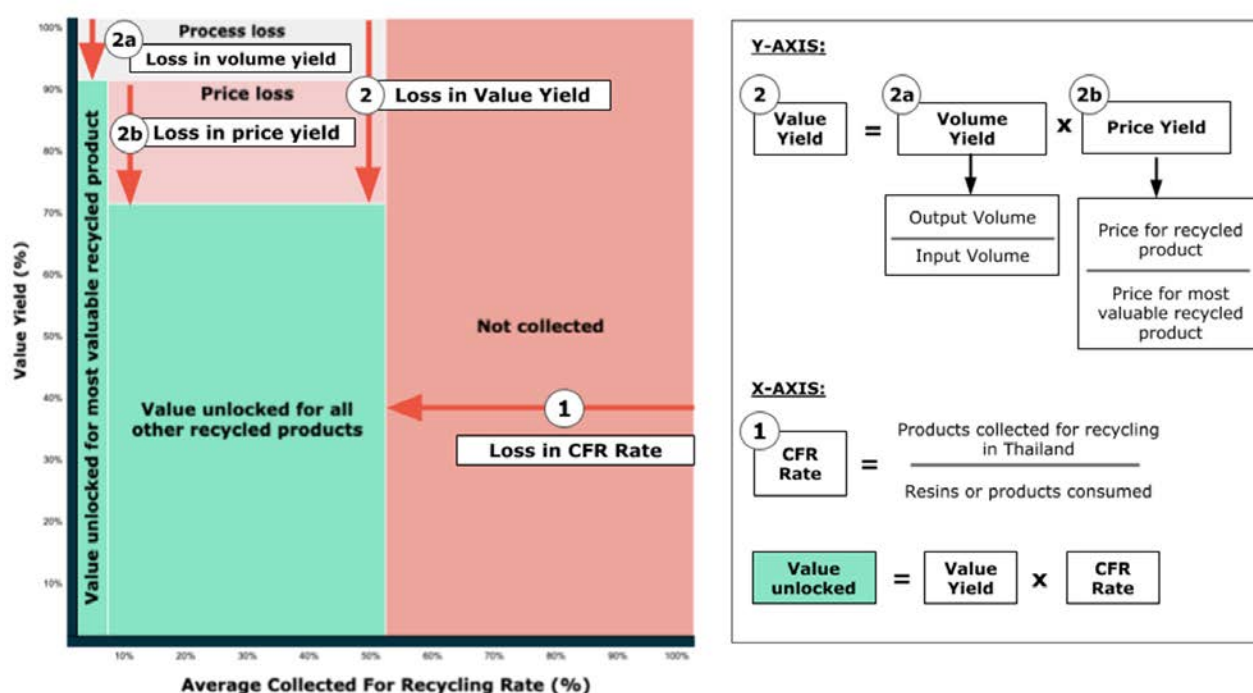 100%
90%
80%
70%
60%
50%
40%
30%
20%
10%
Value Yield (%)
2a
Process loss
Loss in volume yield
Price loss
2b
Loss in price yield
2
Loss in Value Yield
Value unlocked for most valuable recycled product
Value unlocked for all
other recycled products
Not collected
1
Loss in CFR Rate
10%
20%
30%
40%
50%
60%
70%
80%
90%
100%
Average Collected For Recycling Rate (%)
Y-AXIS:
2
Value
Yield
=
2a
Volume
Yield
x
2b
Price Yield
Output Volume
Input Volume
Price for recycled
product
Price for most
valuable recycled
product
X-AXIS:
1
CFR
Rate
=
Products collected for recycling
in Thailand
Resins or products consumed
Value
unlocked
=
Value
Yield
x
CFR
Rate